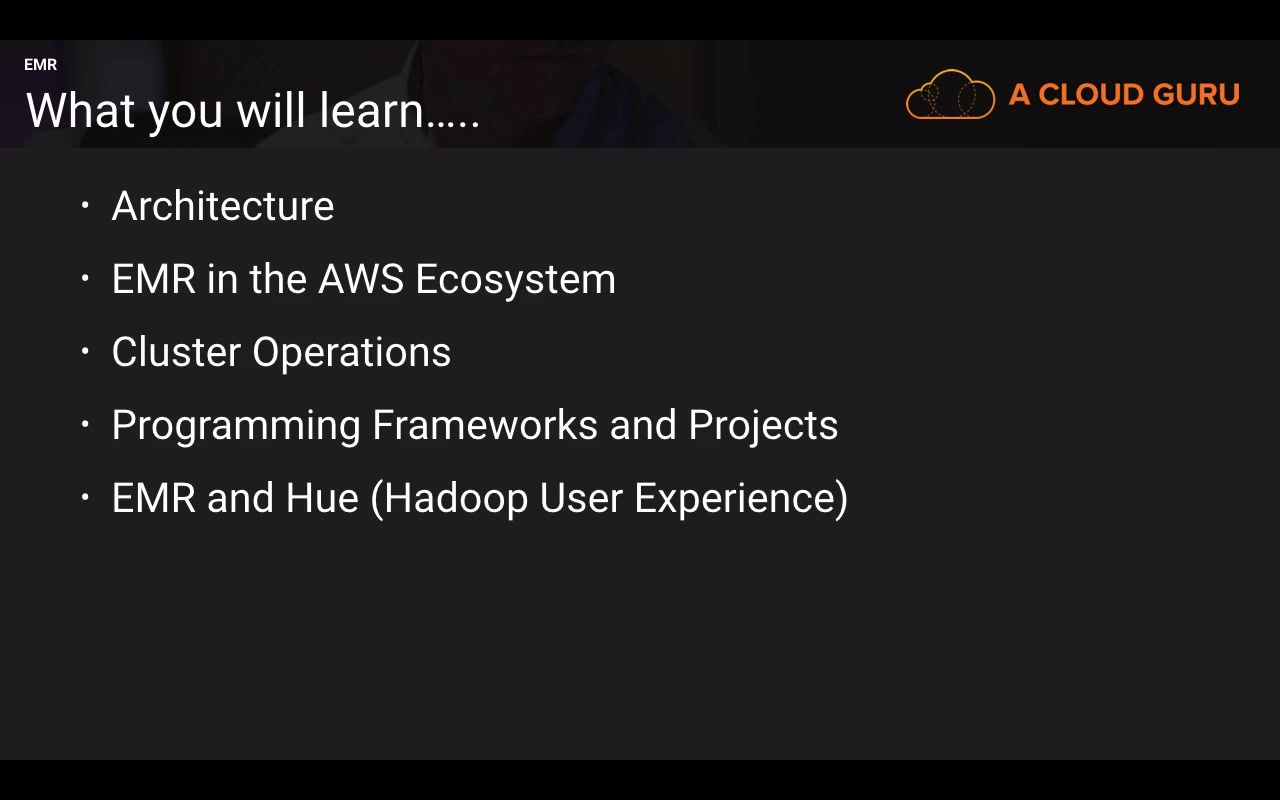 EMR
What you will learn.....
A CLOUD GURU
• Architecture
• EMR in the AWS Ecosystem
• Cluster Operations
• Programming Frameworks and Projects
• EMR and Hue (Hadoop User Experience)